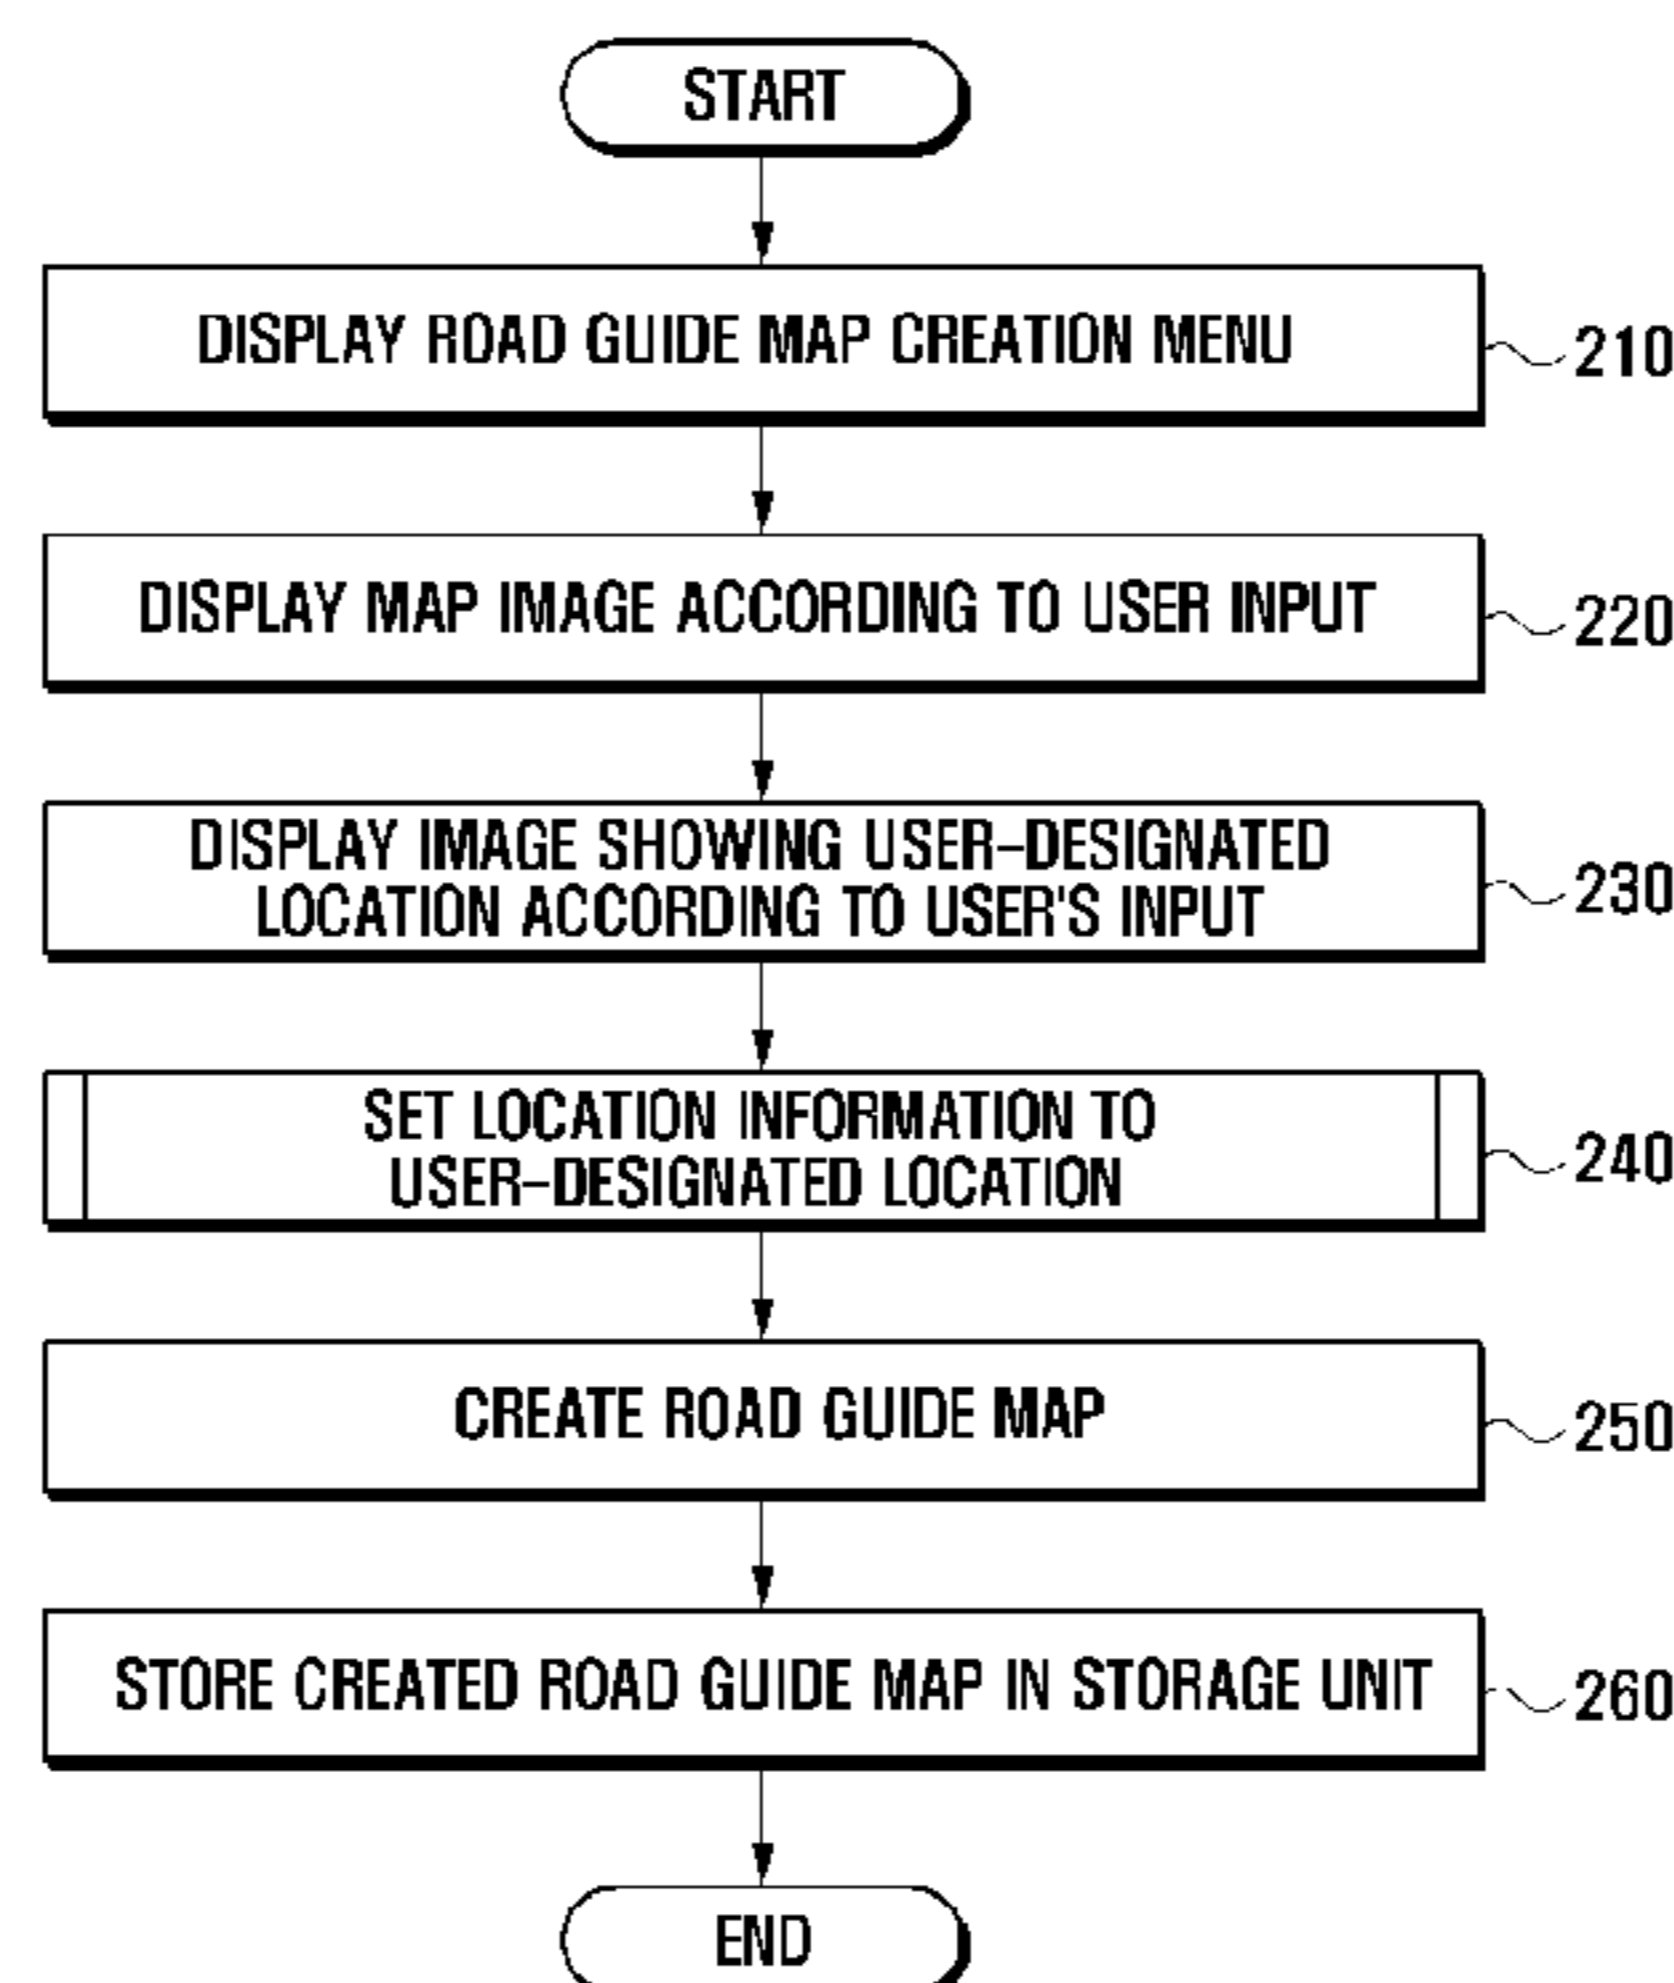 START
DISPLAY ROAD GUIDE MAP CREATION MENU
210
DISPLAY MAP IMAGE ACCORDING TO USER INPUT
220
DISPLAY IMAGE SHOWING USER-DESIGNATED
LOCATION ACCORDING TO USER'S INPUT
230
SET LOCATION INFORMATION TO
USER-DESIGNATED LOCATION
240
CREATE ROAD GUIDE MAP
250
STORE CREATED ROAD GUIDE MAP IN STORAGE UNIT
260
END